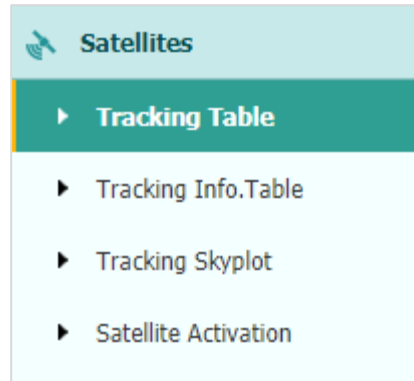 Satellites
Tracking Table
Tracking Info.Table
Tracking Skyplot
Satellite Activation